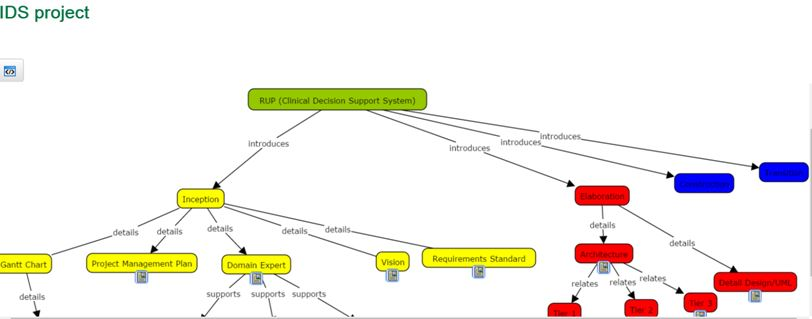 IDS project
RUP (Clinical Decision Support System)
introduces
introduces
introduces
introduces
Inception
Elaboration
Construction
Transition
details
details
details
details
details
details
details
Gantt Chart
Project Management Plan
Domain Expert
Vision
Requirements Standard
Architecture
Detail Design/UML
details
supports
supports
supports
relates
relates
relates
Tier 1
Tier 2
Tier 3